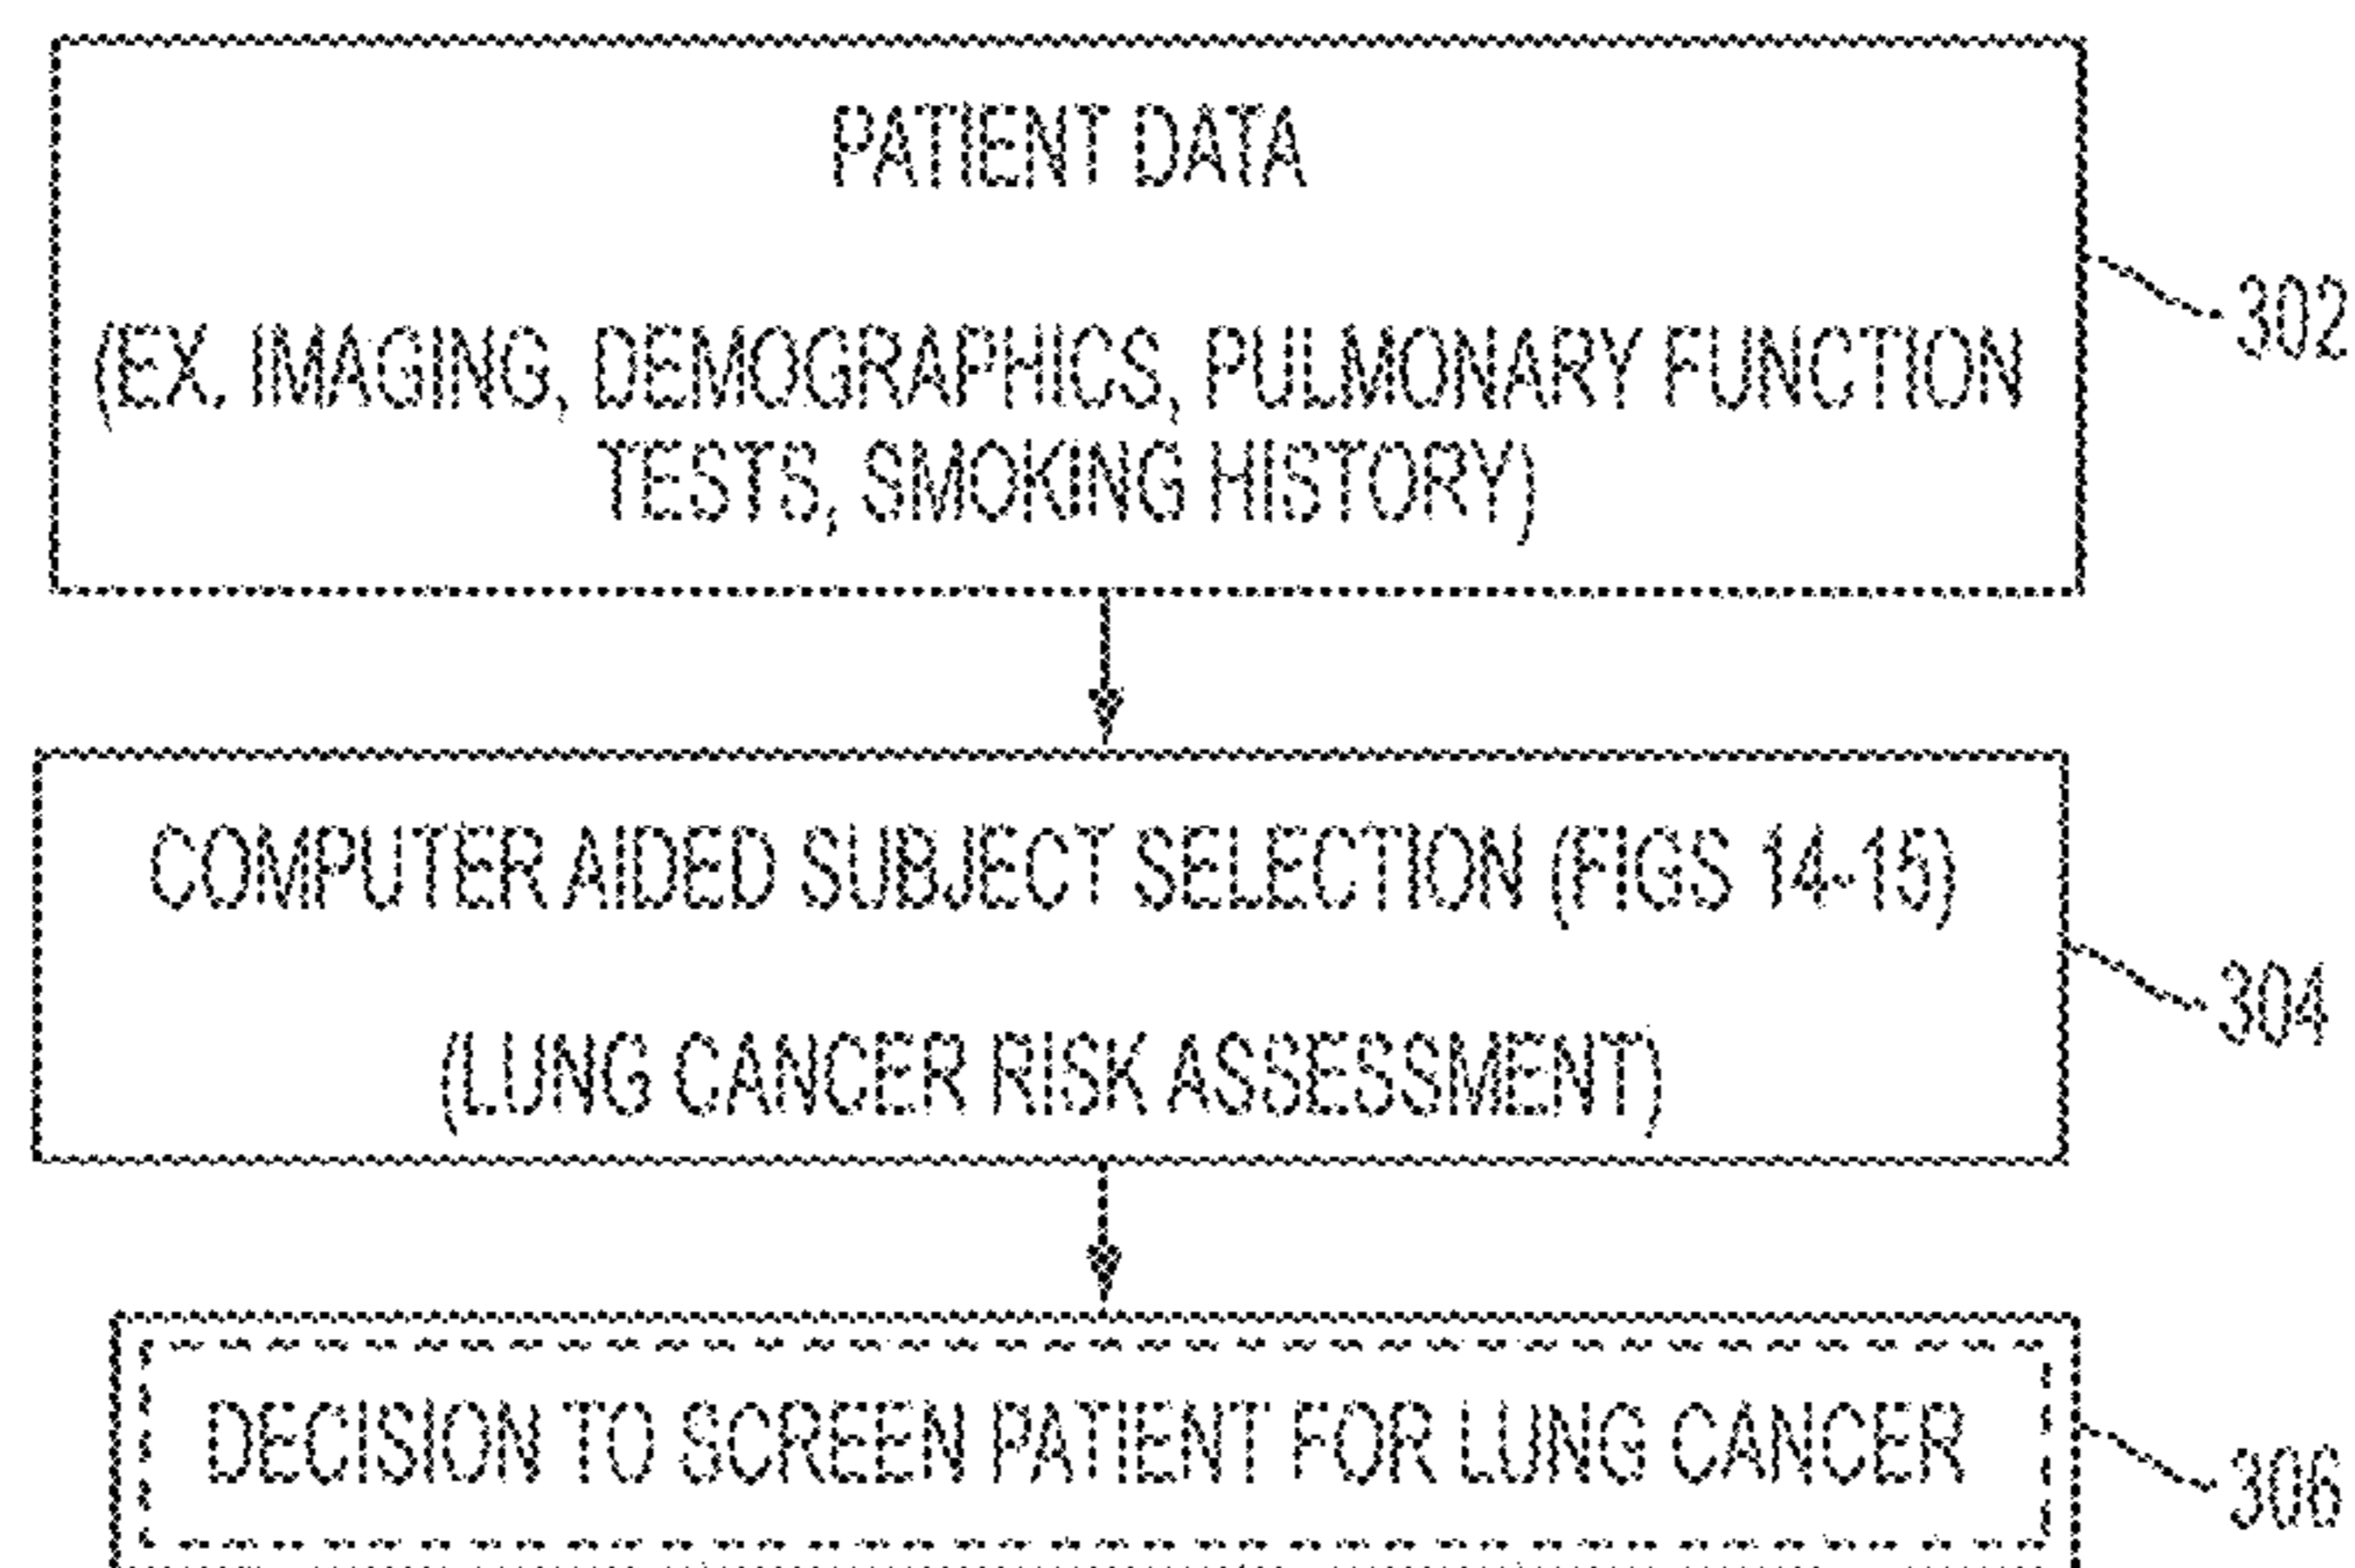 PATIENT DATA
(EX. IMAGING, DEMOGRAPHICS, PULMONARY FUNCTION
TESTS, SMOKING HISTORY)
302
COMPUTER AIDED SUBJECT SELECTION (FIGS 14-15)
(LUNG CANCER RISK ASSESSMENT)
304
DECISION TO SCREEN PATIENT FOR LUNG CANCER
306